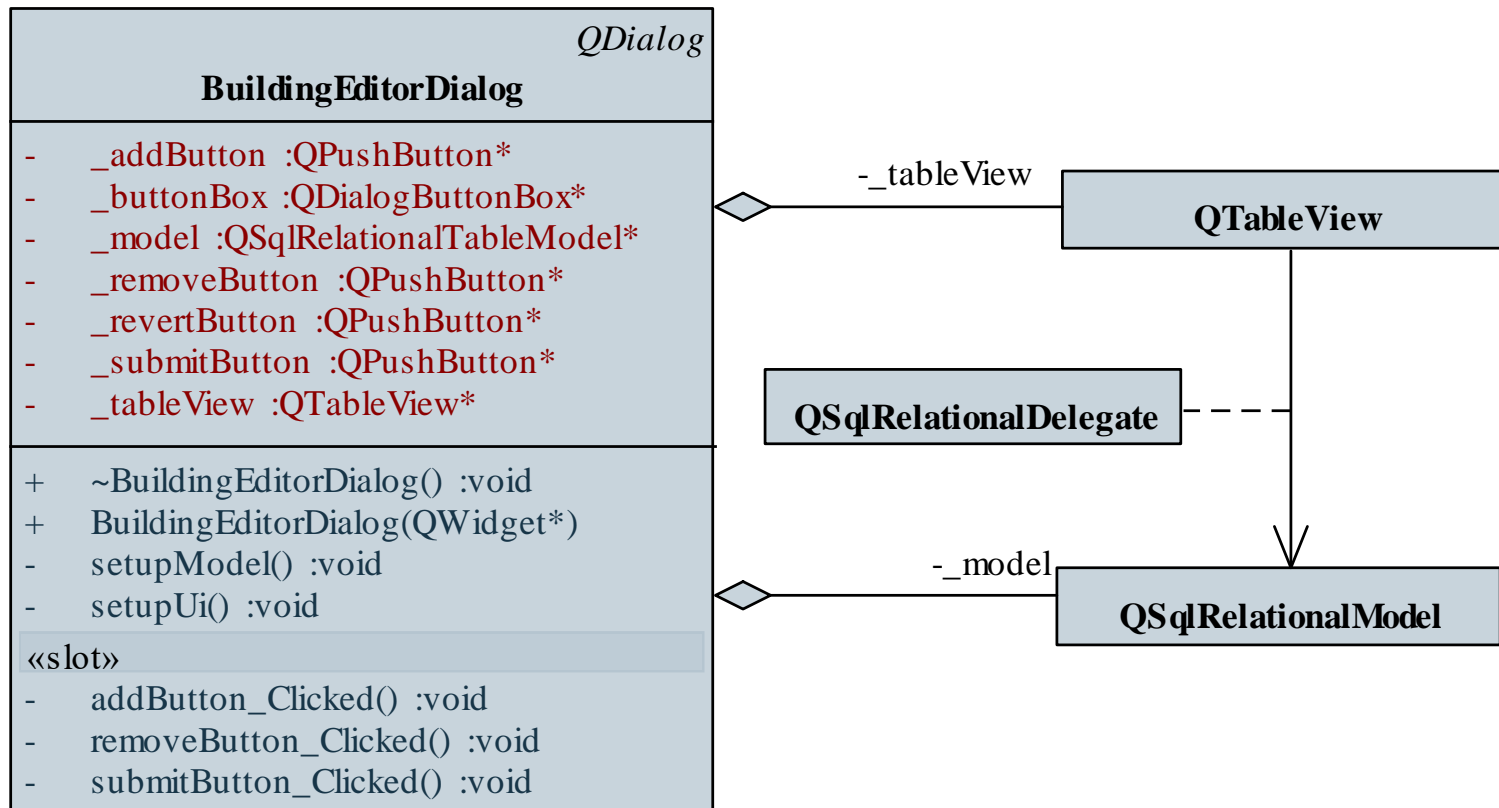 QDialog
BuildingEditorDialog
- _addButton :QPushButton*
- _buttonBox :QDialogButtonBox*
- _model :QSqlRelationalTableModel*
- _removeButton :QPushButton*
- _revertButton :QPushButton*
- _submitButton :QPushButton*
- _tableView :QTableView*
+ ~BuildingEditorDialog() :void
+ BuildingEditorDialog(QWidget*)
- setupModel() :void
- setupUi() :void
«slot»
- addButton_Clicked() :void
- removeButton_Clicked() :void
- submitButton_Clicked() :void
-_tableView
QTableView
QSqlRelationalDelegate
-_model
QSqlRelationalModel